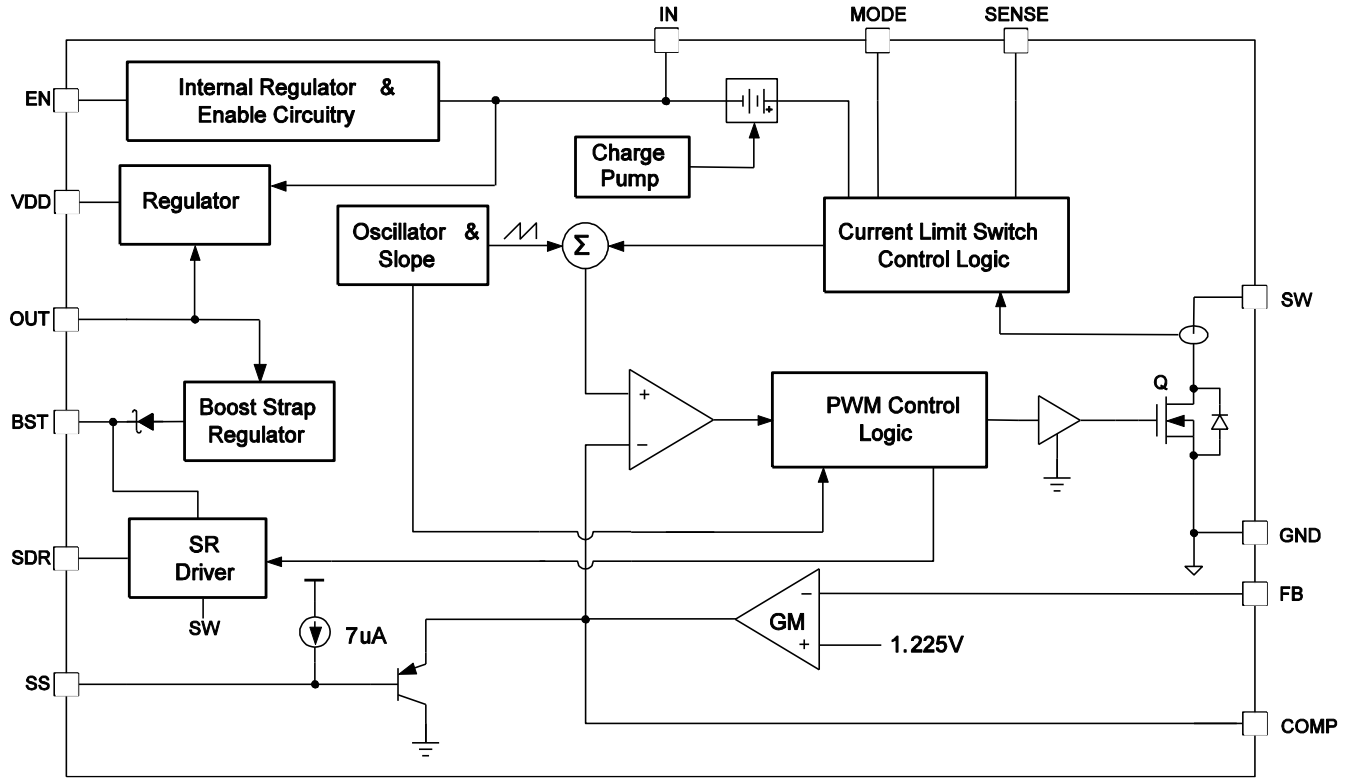 IN
MODE
SENSE
EN
Internal Regulator &
Enable Circuitry
+
Charge
Pump
VDD
Regulator
Oscillator &
Slope
Σ
Current Limit Switch
Control Logic
SW
OUT
Boost Strap
Regulator
BST
+
−
PWM Control
Logic
Q
SR
Driver
SDR
SW
GND
FB
7uA
GM
−
+
1.225V
SS
COMP